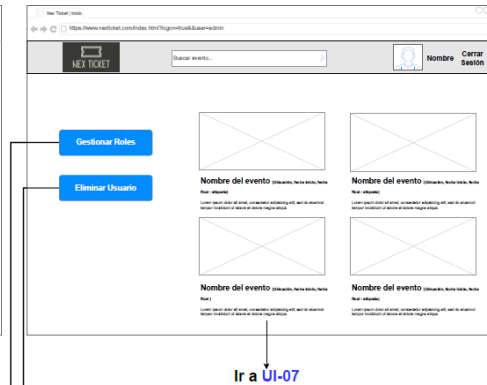 Nex Ticket | Inicio
https://www.nextticket.com/index.html?logon=true&&user=admin
NEX TICKET
Buscar evento...
Nombre
Cerrar
Sesión
Gestionar Roles
Eliminar Usuario
Nombre del evento (Ubicación, fecha inicio, fecha
final - etiqueta)
Lorem ipsum dolor sit amet, consectetur adipiscing elit, sed do eiusmod
tempor incididunt ut labore et dolore magna aliqua.
Nombre del evento (Ubicación, fecha inicio, fecha
final - etiqueta)
Lorem ipsum dolor sit amet, consectetur adipiscing elit, sed do eiusmod
tempor incididunt ut labore et dolore magna aliqua.
Nombre del evento (Ubicación, fecha inicio, fecha
final )
Lorem ipsum dolor sit amet, consectetur adipiscing elit, sed do eiusmod
tempor incididunt ut labore et dolore magna aliqua.
Nombre del evento (Ubicación, fecha inicio, fecha
final - etiqueta)
Lorem ipsum dolor sit amet, consectetur adipiscing elit, sed do eiusmod
tempor incididunt ut labore et dolore magna aliqua.
Ir a UI-07